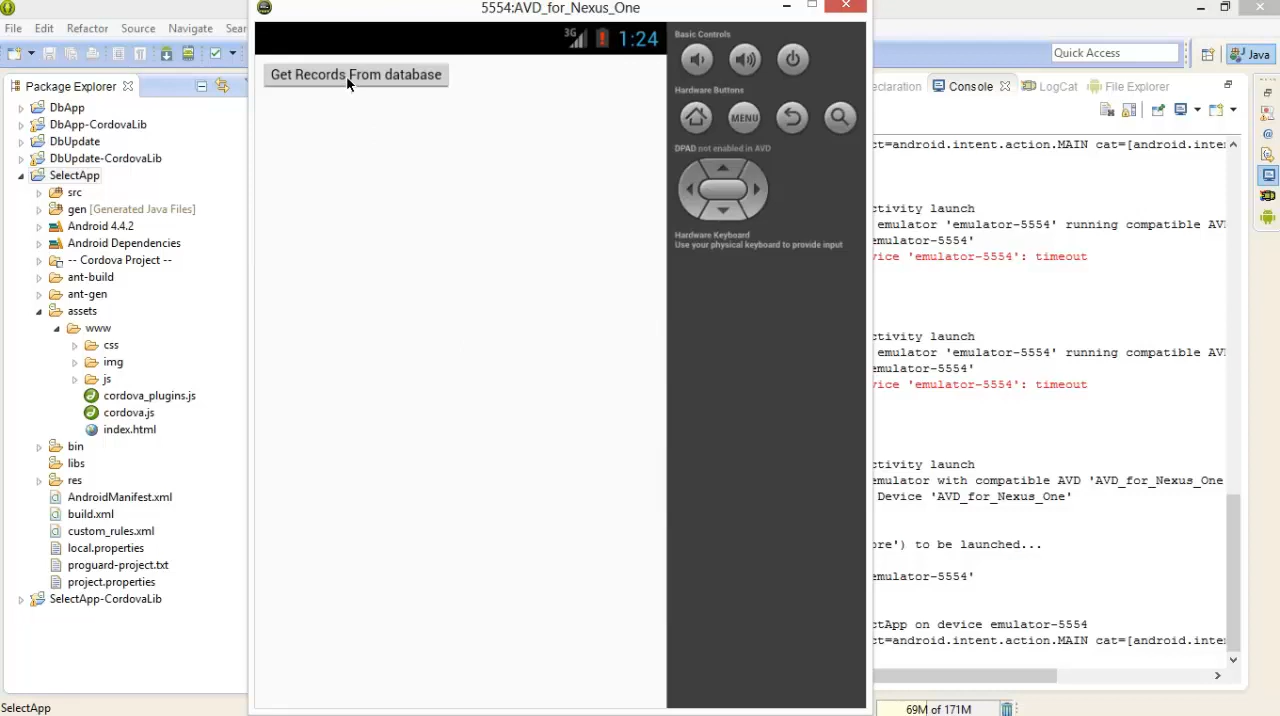 5554:AVD_for_Nexus_One
File Edit Refactor Source Navigate Sear
Quick Access
Java
Package Explorer
DbApp
DbApp-CordovaLib
DbUpdate
DbUpdate-CordovaLib
SelectApp
src
gen [Generated Java Files]
Android 4.4.2
Android Dependencies
-- Cordova Project --
ant-build
ant-gen
assets
www
css
img
js
cordova_plugins.js
cordova.js
index.html
bin
libs
res
AndroidManifest.xml
build.xml
custom_rules.xml
local.properties
proguard-project.txt
project.properties
SelectApp-CordovaLib
SelectApp
3G 1:24
Get Records From database
Basic Controls
Hardware Buttons
MENU
DPAD not enabled in AVD
Hardware Keyboard
Use your physical keyboard to provide input
eclaration Console LogCat File Explorer
ct=android.intent.action.MAIN cat=[android.inte
ctivity launch
emulator 'emulator-5554' running compatible AV
emulator-5554'
vice 'emulator-5554': timeout
ctivity launch
emulator 'emulator-5554' running compatible AV
emulator-5554'
vice 'emulator-5554': timeout
ctivity launch
emulator with compatible AVD 'AVD_for_Nexus_One
Device 'AVD_for_Nexus_One'
ore') to be launched...
emulator-5554'
ctApp on device emulator-5554
ct=android.intent.action.MAIN cat=[android.inte
69M of 171M